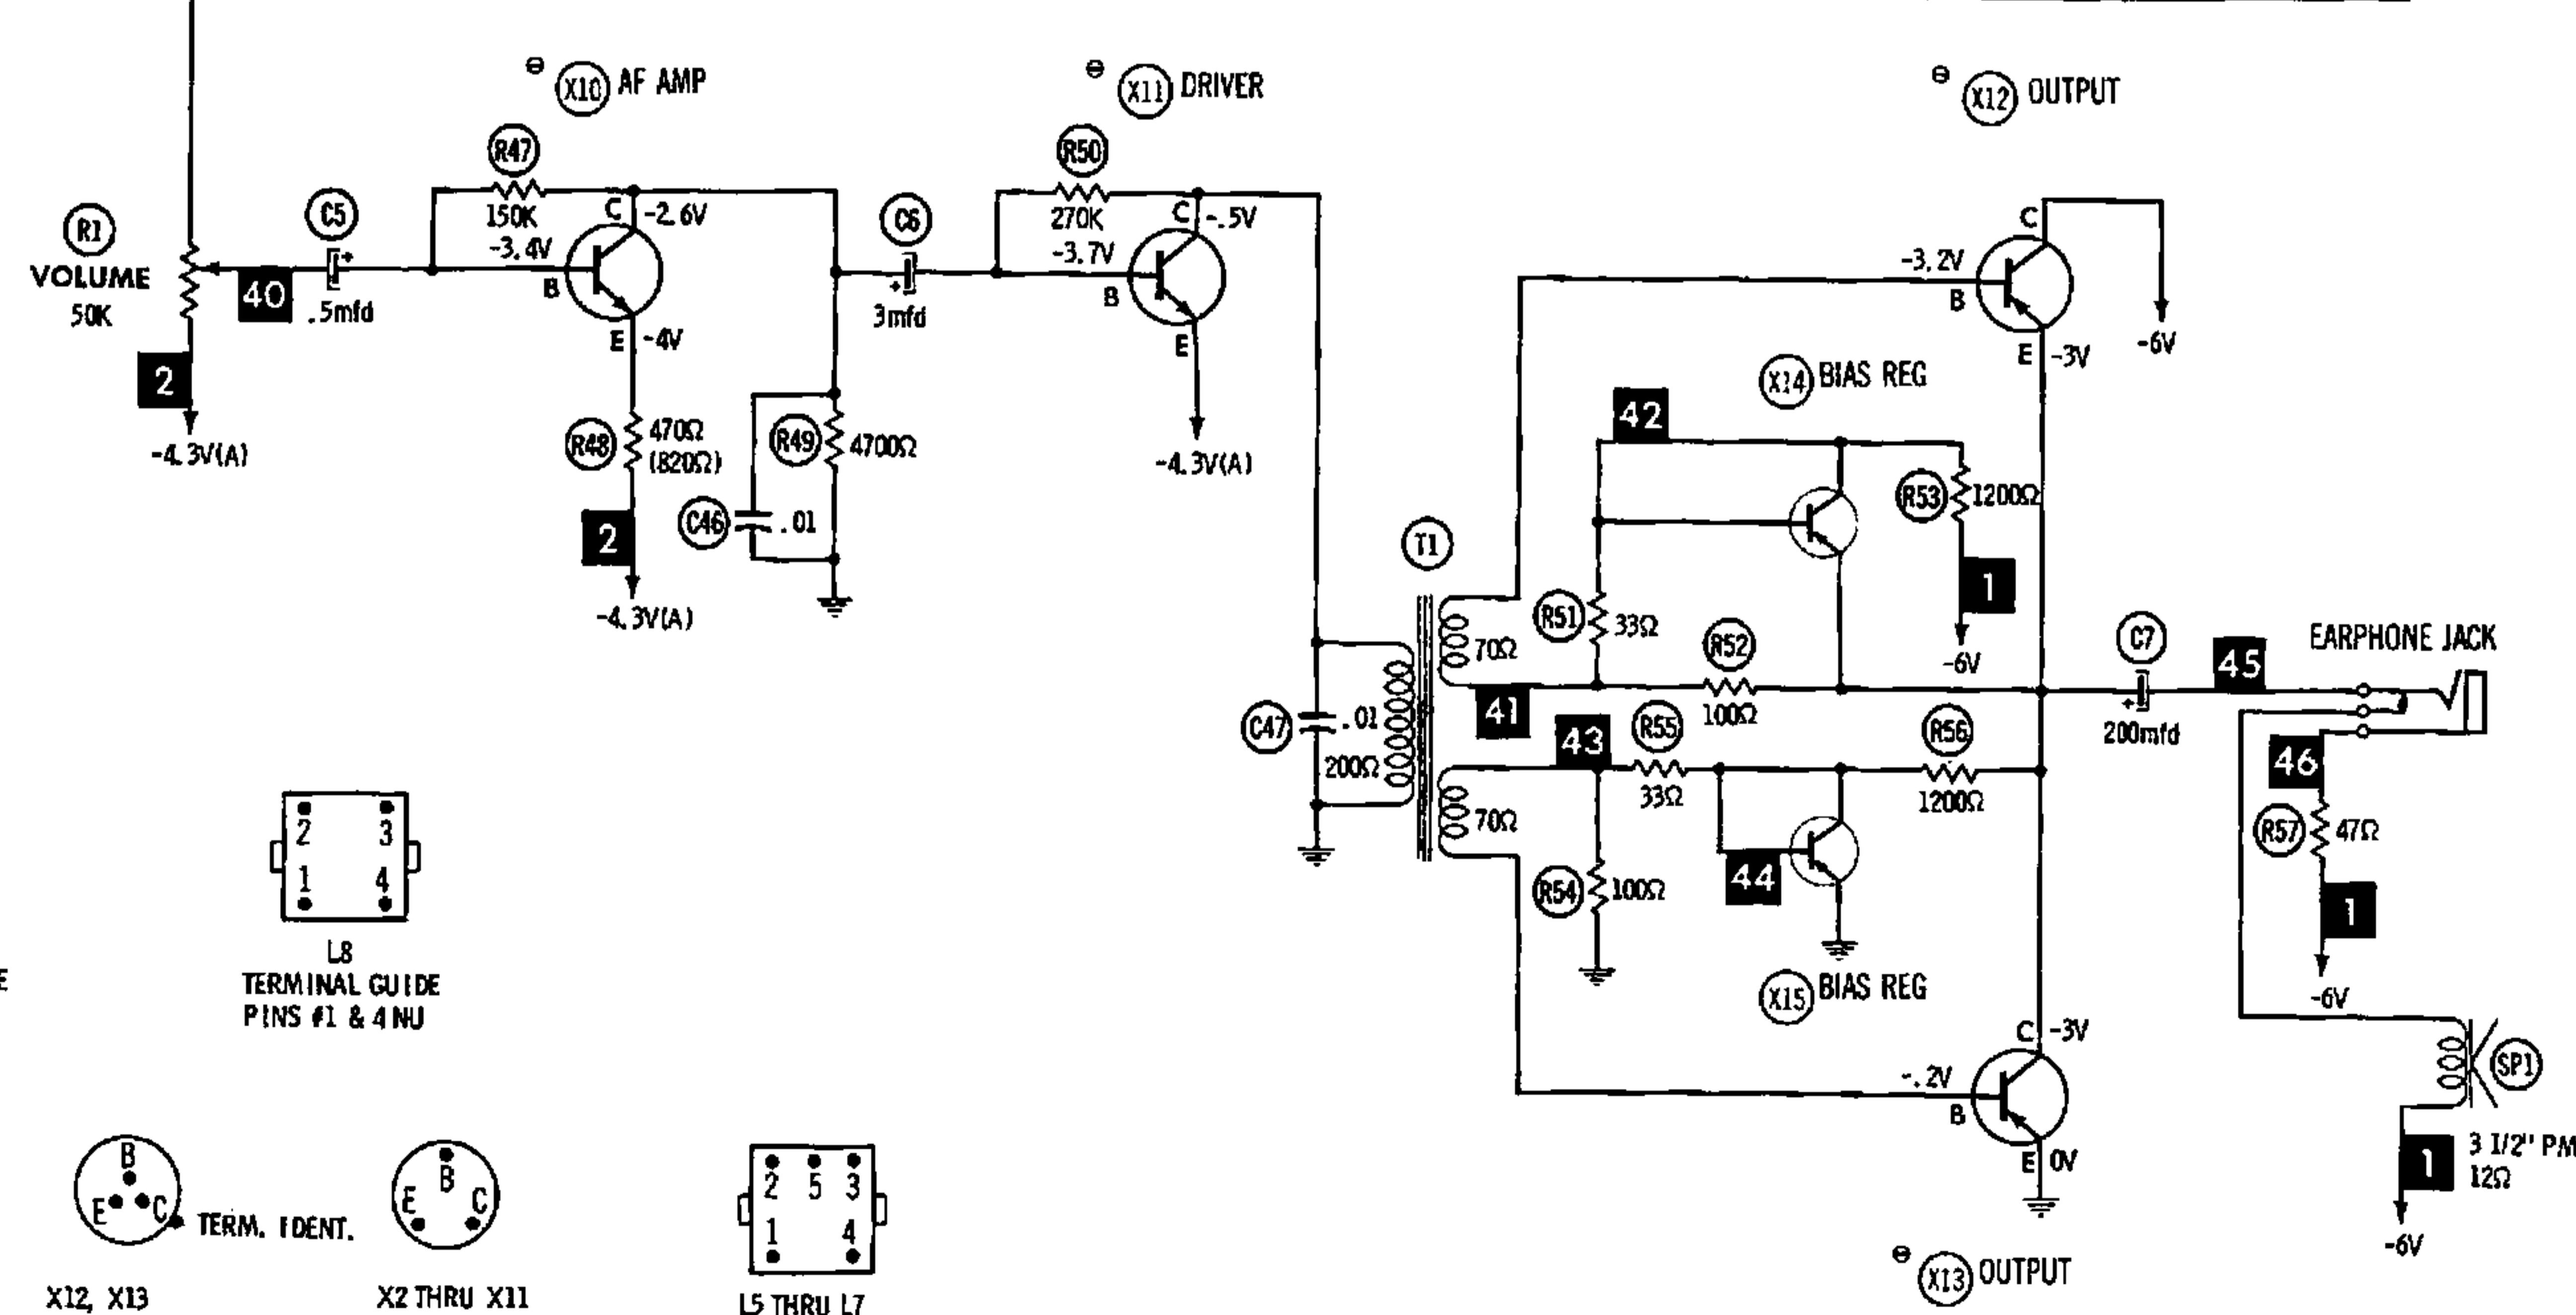 X10 AF AMP
X11 DRIVER
X12 OUTPUT
R47
150K
C -2.6V
-3.4V
B
E -4V
R1
VOLUME
50K
C5
.5mfd
40
2
-4.3V(A)
R48
470Ω
(820Ω)
2
-4.3V(A)
C46 .01
R49 4700Ω
C6
3mfd
R50
270K
C -.5V
-3.7V
B
E
-4.3V(A)
C
-3.2V
B
E -3V
-6V
X14 BIAS REG
42
R53 1200Ω
1
-6V
T1
R51 33Ω
70Ω
R52
100Ω
41
C47 .01
200Ω
43
R55
33Ω
R56
1200Ω
70Ω
44
R54 100Ω
X15 BIAS REG
C7
200mfd
45
EARPHONE JACK
46
R57 47Ω
1
-6V
C -3V
-.2V
B
E 0V
X13 OUTPUT
SP1
3 1/2" PM
12Ω
1
-6V
2 3
1 4
L8
TERMINAL GUIDE
PINS #1 & 4 NU
E
B
E C
TERM. IDENT.
X12, X13
B
E C
X2 THRU X11
2 5 3
1 4
L5 THRU L7